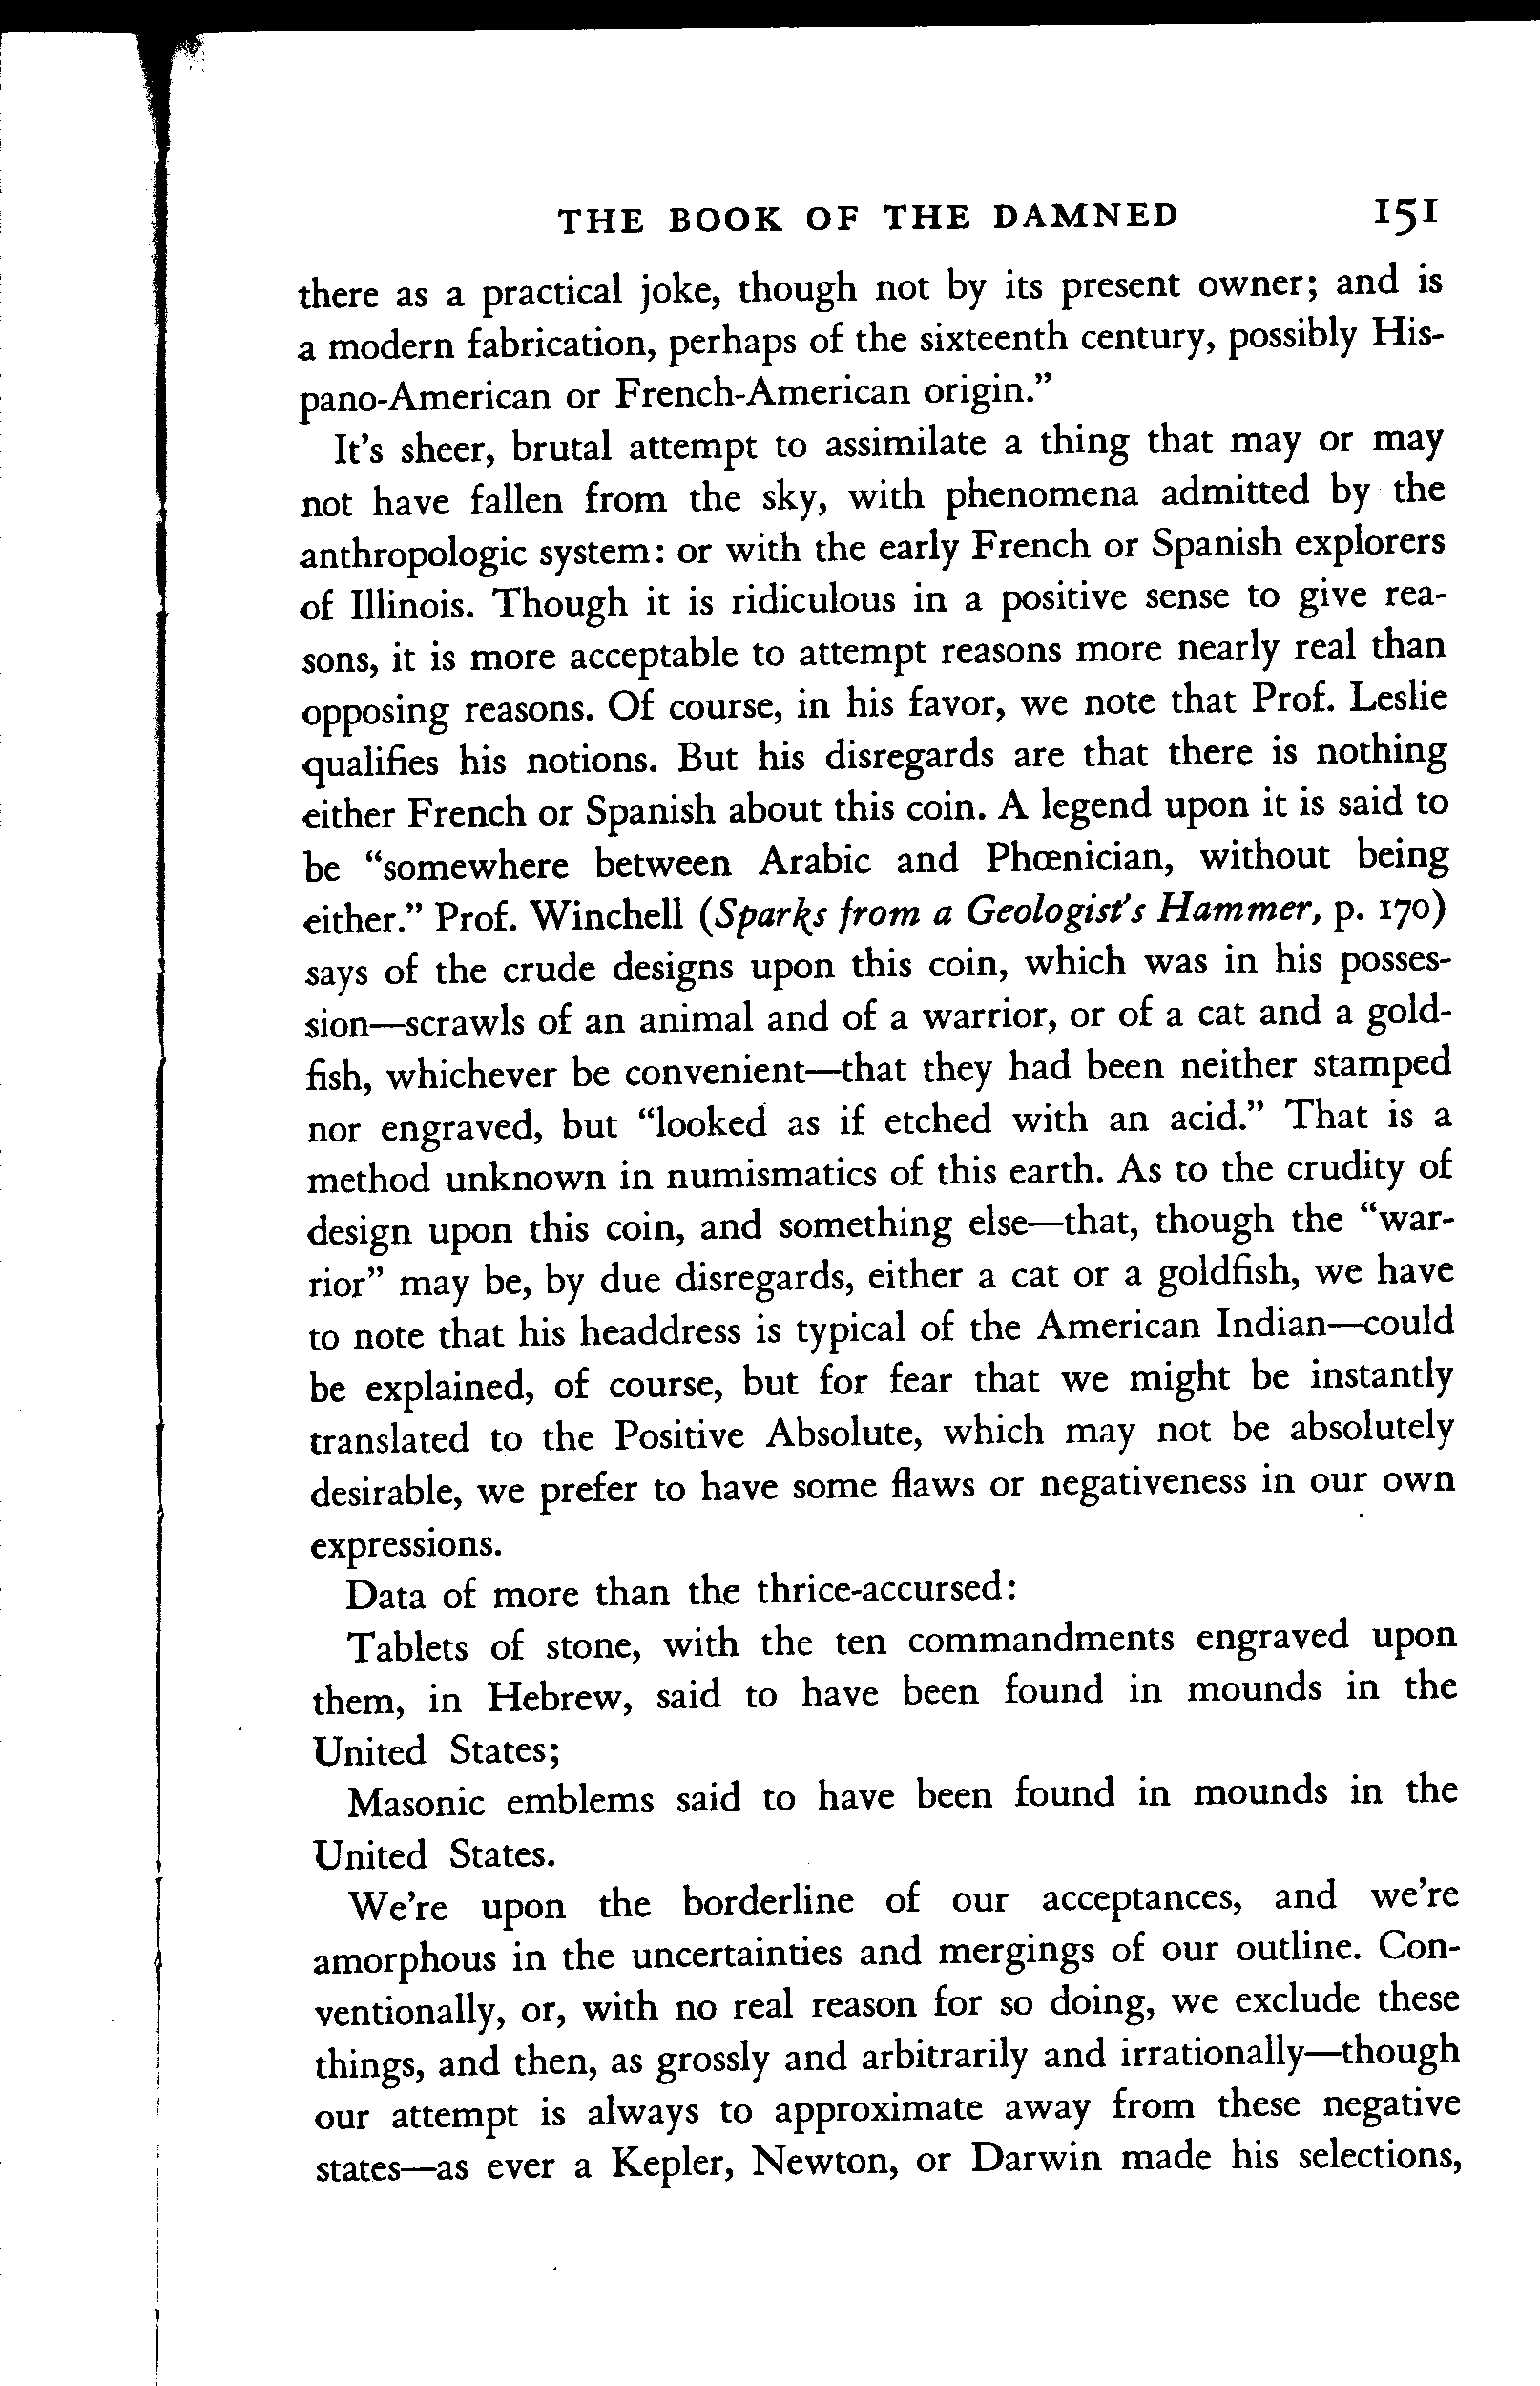 THE BOOK OF THE DAMNED 151
there as a practical joke, though not by its present owner; and is
a modern fabrication, perhaps of the sixteenth century, possibly His-
pano-American or French-American origin.”
It's sheer, brutal attempt to assimilate a thing that may or may
not have fallen from the sky, with phenomena admitted by the
anthropologic system: or with the early French or Spanish explorers
of Illinois. Though it is ridiculous in a positive sense to give rea-
sons, it is more acceptable to attempt reasons more nearly real than
opposing reasons. Of course, in his favor, we note that Prof. Leslie
qualifies his notions. But his disregards are that there is nothing
either French or Spanish about this coin. A legend upon it is said to
be “somewhere between Arabic and Phœnician, without being
either.” Prof. Winchell (Sparks from a Geologist's Hammer, p. 170)
says of the crude designs upon this coin, which was in his posses-
sion—scrawls of an animal and of a warrior, or of a cat and a gold-
fish, whichever be convenient—that they had been neither stamped
nor engraved, but “looked as if etched with an acid.” That is a
method unknown in numismatics of this earth. As to the crudity of
design upon this coin, and something else—that, though the “war-
rior” may be, by due disregards, either a cat or a goldfish, we have
to note that his headdress is typical of the American Indian—could
be explained, of course, but for fear that we might be instantly
translated to the Positive Absolute, which may not be absolutely
desirable, we prefer to have some flaws or negativeness in our own
expressions.
Data of more than the thrice-accursed:
Tablets of stone, with the ten commandments engraved upon
them, in Hebrew, said to have been found in mounds in the
United States;
Masonic emblems said to have been found in mounds in the
United States.
We're upon the borderline of our acceptances, and we're
amorphous in the uncertainties and mergings of our outline. Con-
ventionally, or, with no real reason for so doing, we exclude these
things, and then, as grossly and arbitrarily and irrationally—though
our attempt is always to approximate away from these negative
states—as ever a Kepler, Newton, or Darwin made his selections,